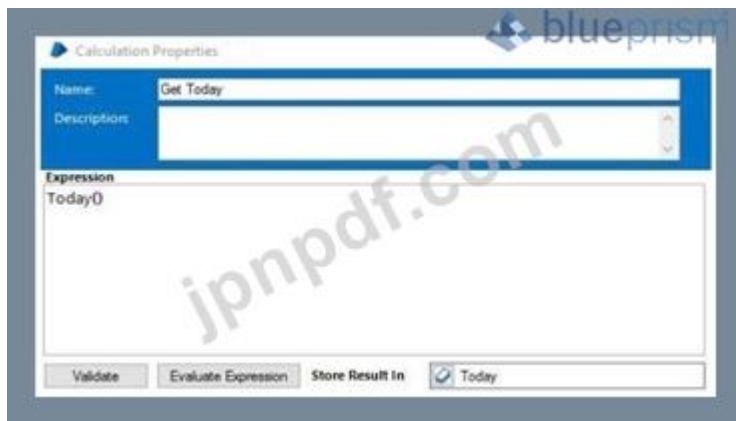 blueprism
Calculation Properties
Name: Get Today
Description:
Expression
Today()
jpnpdf.com
Validate Evaluate Expression Store Result In Today